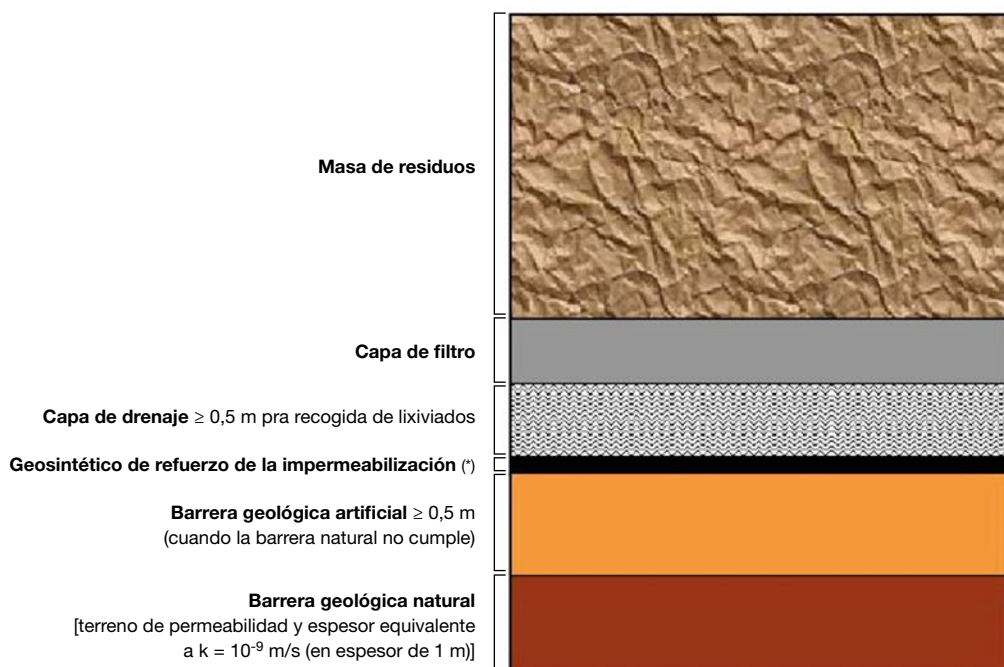 Masa de residuos
Capa de filtro
Capa de drenaje ≥ 0,5 m pra recogida de lixiviados
Geosintético de refuerzo de la impermeabilización (*)
Barrera geológica artificial ≥ 0,5 m
(cuando la barrera natural no cumple)
Barrera geológica natural
[terreno de permeabilidad y espesor equivalente
a k = 10⁻⁹ m/s (en espesor de 1 m)]